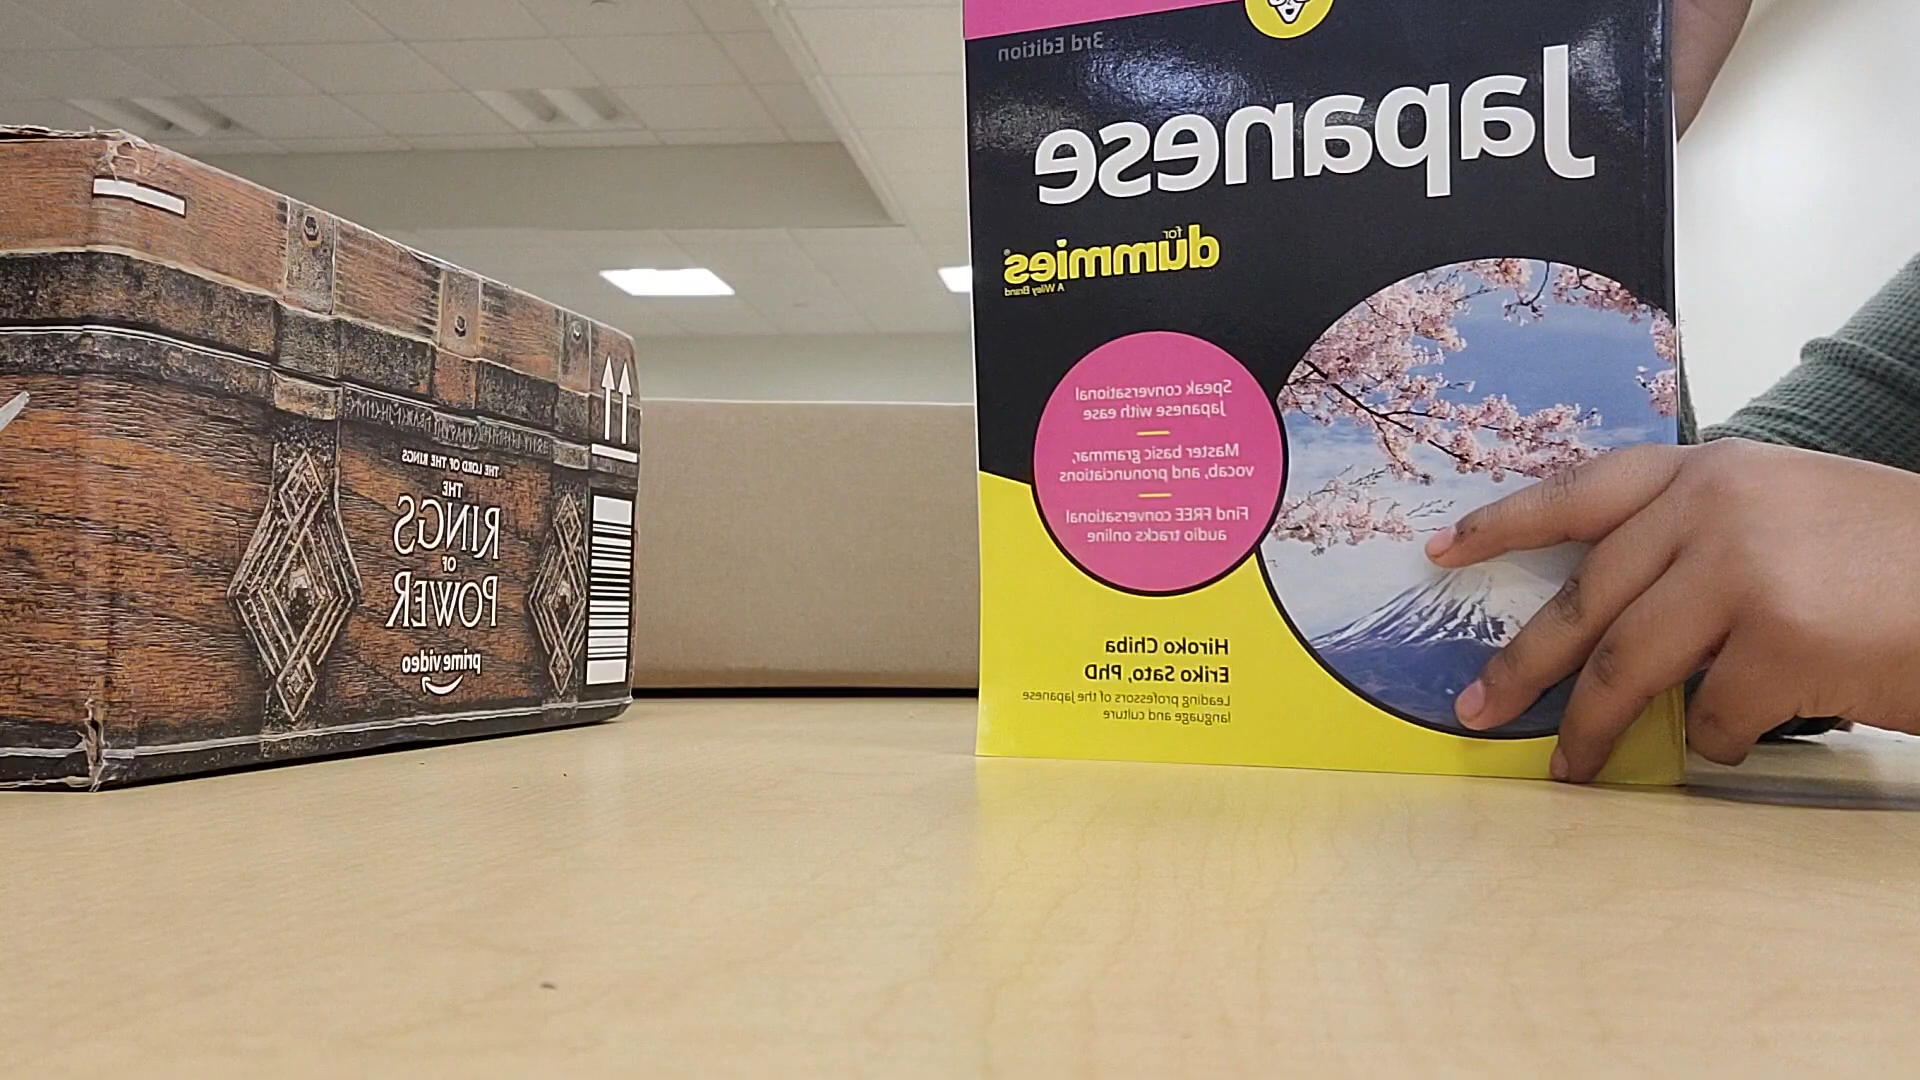 THE LORD OF THE RINGS
THE
RINGS
OF
POWER
prime video
3rd Edition
Japanese
for
dummies®
A Wiley Brand
Speak conversational
Japanese with ease
Master basic grammar,
vocab, and pronunciations
Find FREE conversational
audio tracks online
Hiroko Chiba
Eriko Sato, PhD
Leading professors of the Japanese
language and culture